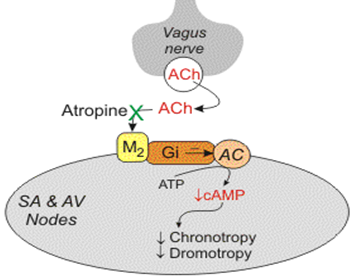 Vagus
nerve
ACh
Atropine ACh
M2 Gi – AC
ATP
↓cAMP
SA & AV
Nodes
↓ Chronotropy
↓ Dromotropy